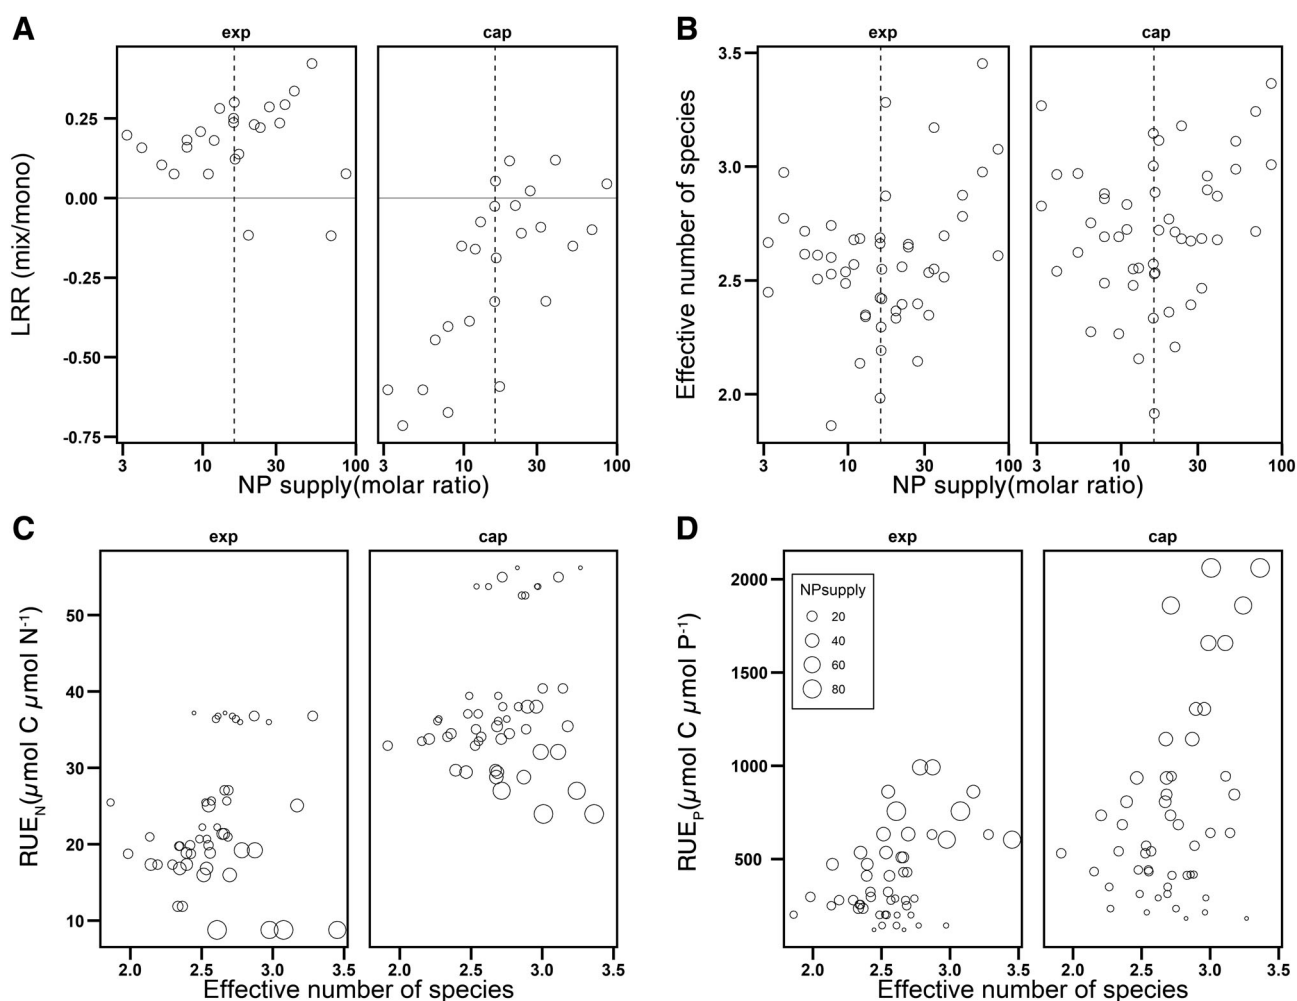 A
exp
cap
LRR (mix/mono)
0.25
0.00
-0.25
-0.50
-0.75
3
10
30
100
3
10
30
100
NP supply(molar ratio)
B
exp
cap
Effective number of species
3.5
3.0
2.5
2.0
3
10
30
100
3
10
30
100
NP supply(molar ratio)
C
exp
cap
RUE_N(µmol C µmol N⁻¹)
50
40
30
20
10
2.0
2.5
3.0
3.5
2.0
2.5
3.0
3.5
Effective number of species
D
exp
cap
RUE_P(µmol C µmol P⁻¹)
2000
1500
1000
500
NPsupply
20
40
60
80
2.0
2.5
3.0
3.5
2.0
2.5
3.0
3.5
Effective number of species